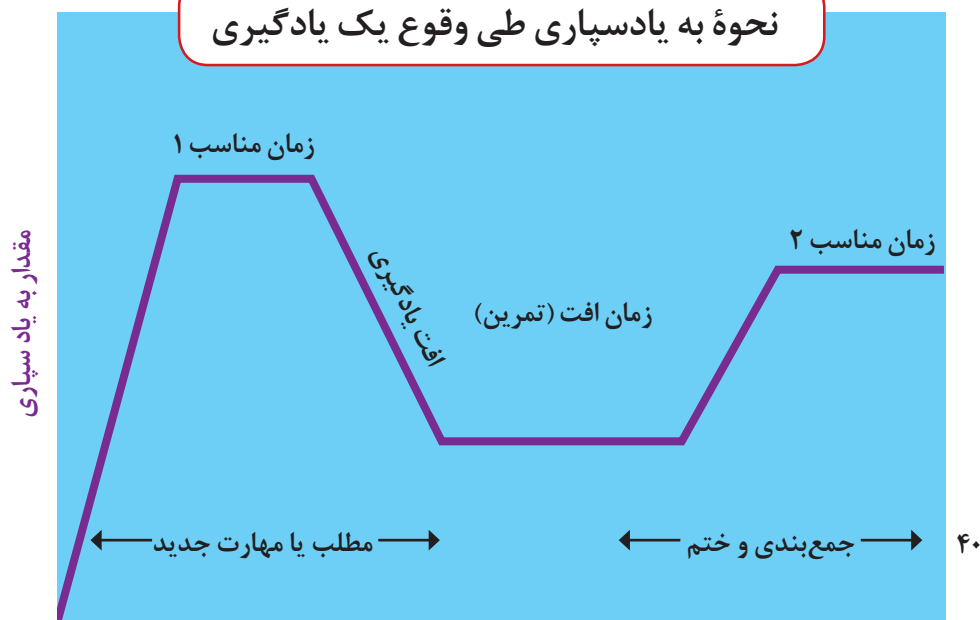 نحوهٔ به یادسپاری طی وقوع یک یادگیری
زمان مناسب ۱
زمان مناسب ۲
مقدار به یاد سپاری
افت یادگیری
زمان افت (تمرین)
مطلب یا مهارت جدید
جمع‌بندی و ختم
۴۰